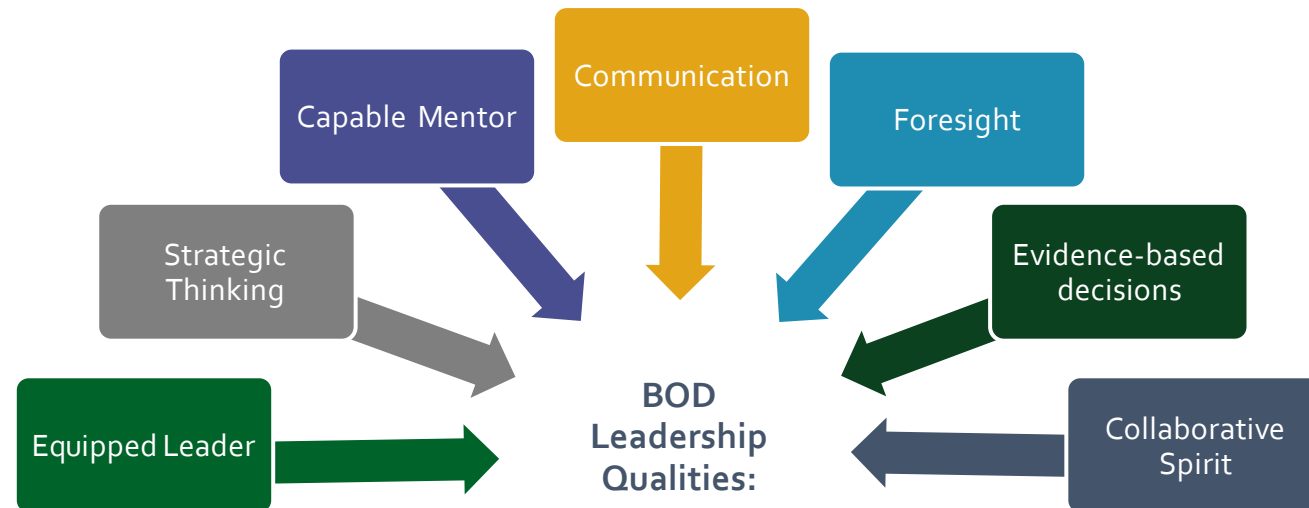 Communication
Capable Mentor
Foresight
Strategic
Thinking
Evidence-based
decisions
Equipped Leader
BOD
Leadership
Qualities:
Collaborative
Spirit